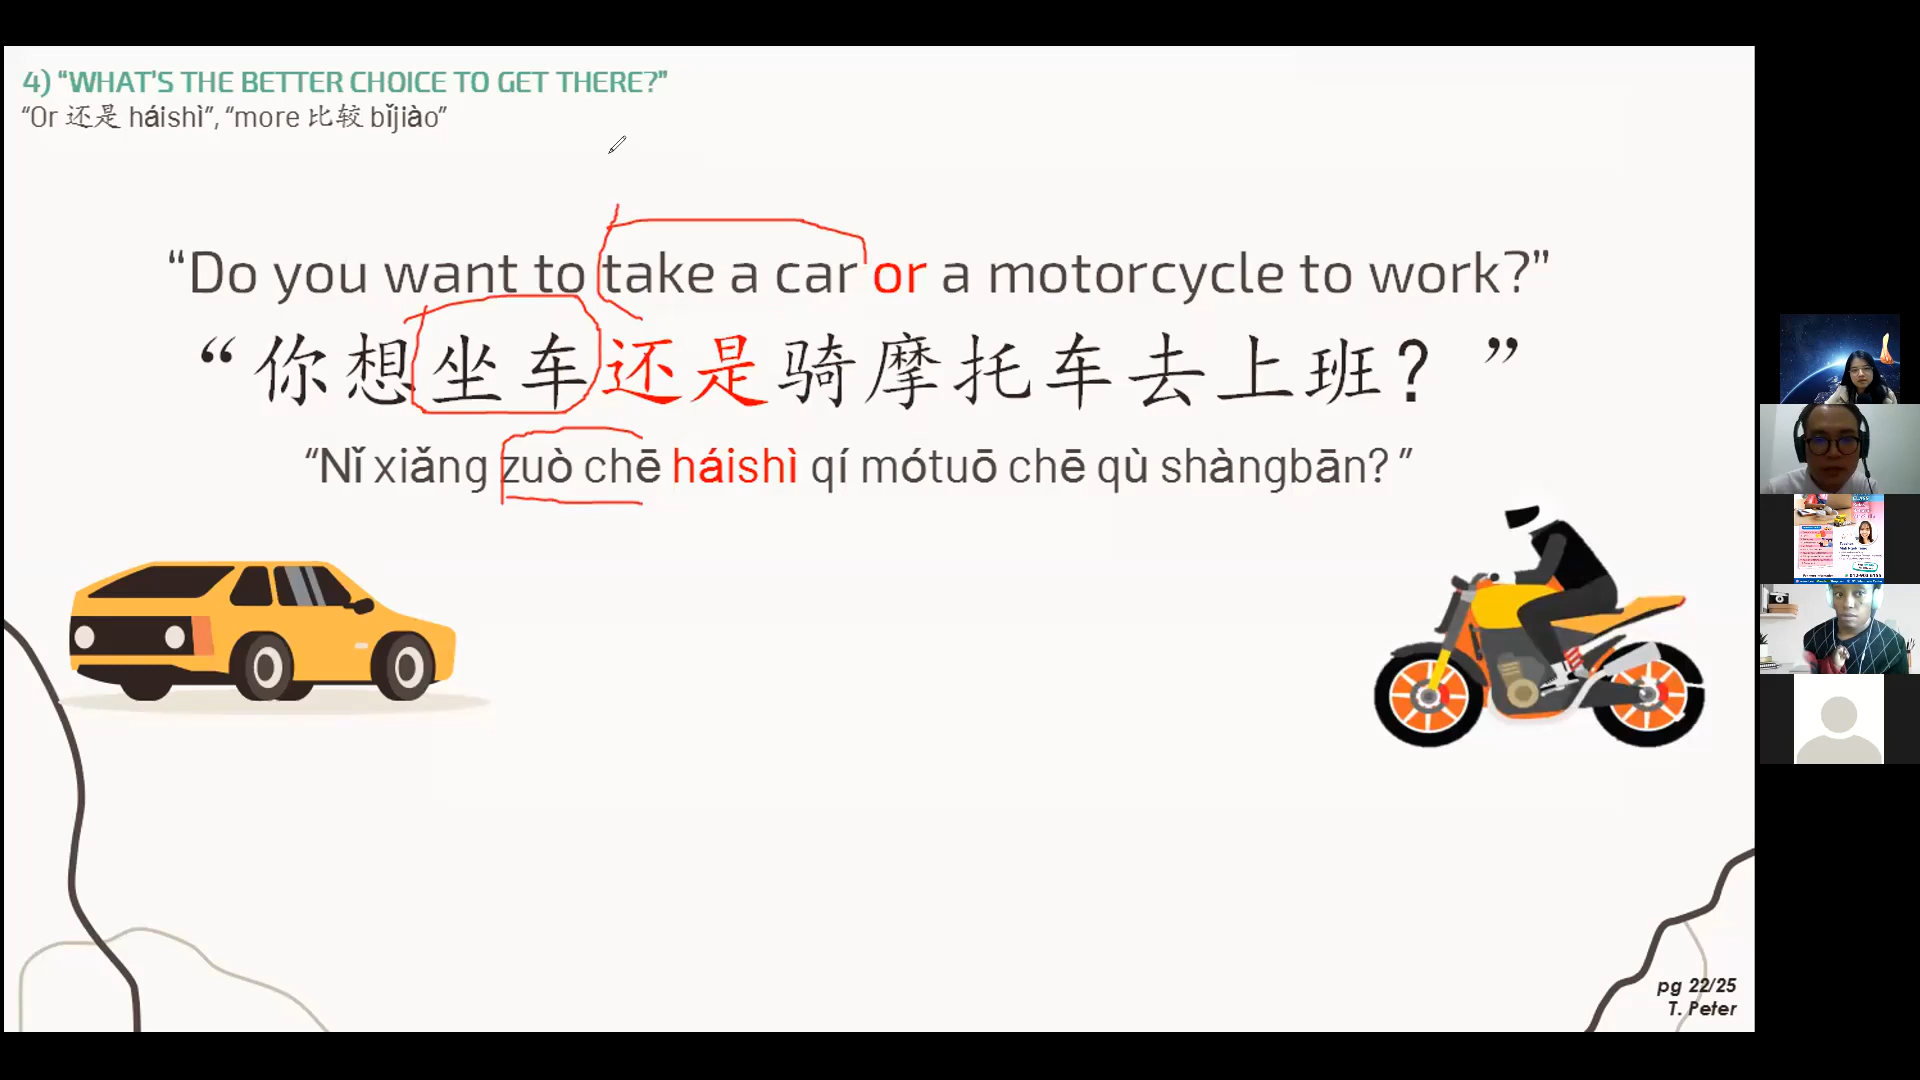 4) “WHAT’S THE BETTER CHOICE TO GET THERE?”
“Or 还是 háishì”, “more 比较 bǐjiào”
“Do you want to take a car or a motorcycle to work?”
“你想坐车还是骑摩托车去上班？”
“Nǐ xiǎng zuò chē háishì qí mótuō chē qù shàngbān? ”
pg 22/25
T. Peter